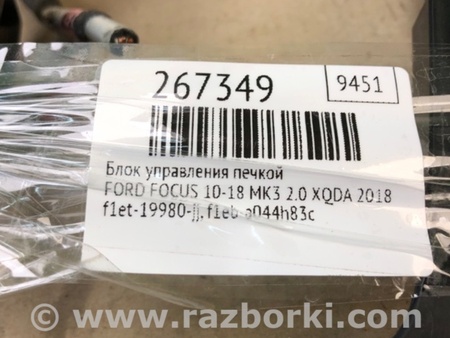 267349
9451
Блок управления печкой
FORD FOCUS 10-18 MK3 2.0 XQDA 2018
f1et-19980-jj, f1eb-a044h83c
© www.razborki.com